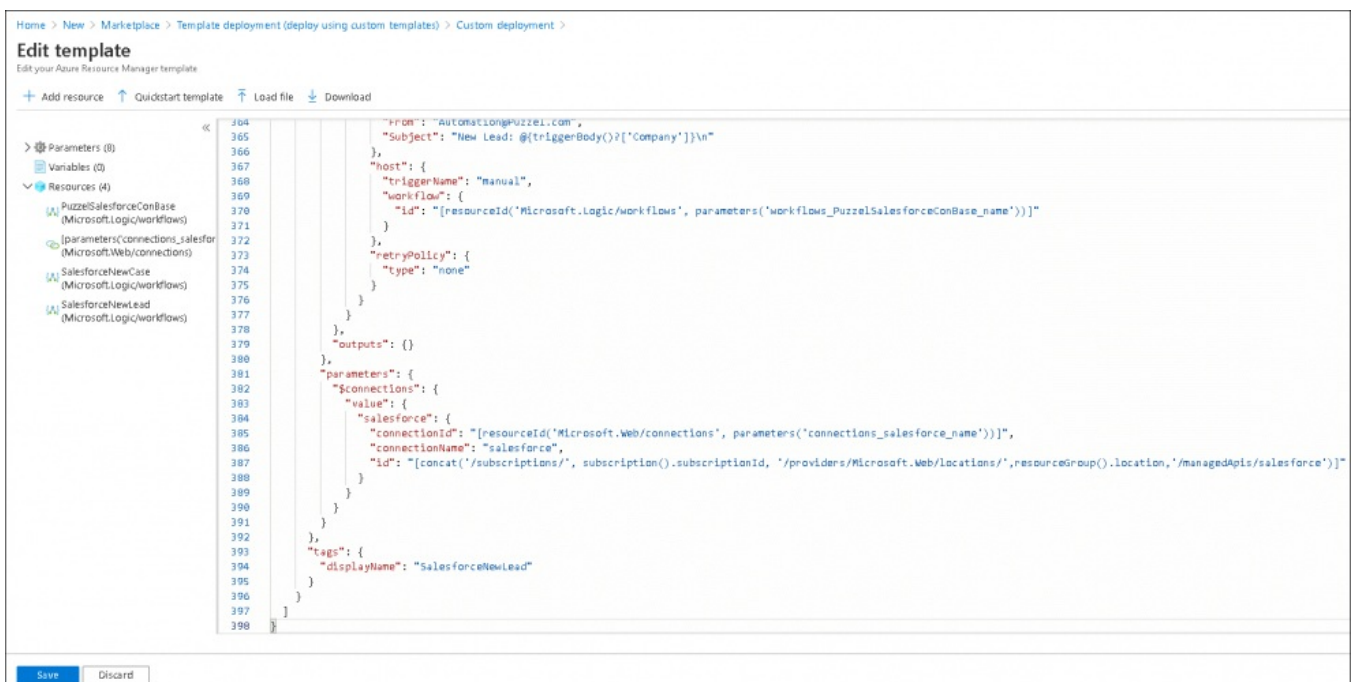 Home > New > Marketplace > Template deployment (deploy using custom templates) > Custom deployment >
Edit template
Edit your Azure Resource Manager template
Add resource Quickstart template Load file Download
Parameters (8)
Variables (0)
Resources (4)
PuzzelSalesforceConBase
(Microsoft.Logic/workflows)
[parameters('connections_salesfor
(Microsoft.Web/connections)
SalesforceNewCase
(Microsoft.Logic/workflows)
SalesforceNewLead
(Microsoft.Logic/workflows)
364 "From": "Automation@Puzzel.com",
365 "Subject": "New Lead: @{triggerBody()?['Company']}\n"
366 },
367 "host": {
368 "triggerName": "manual",
369 "workflow": {
370 "id": "[resourceId('Microsoft.Logic/workflows', parameters('workflows_PuzzelSalesforceConBase_name'))]"
371 }
372 },
373 "retryPolicy": {
374 "type": "none"
375 }
376 }
377 }
378 },
379 "outputs": {}
380 },
381 "parameters": {
382 "$connections": {
383 "value": {
384 "salesforce": {
385 "connectionId": "[resourceId('Microsoft.Web/connections', parameters('connections_salesforce_name'))]",
386 "connectionName": "salesforce",
387 "id": "[concat('/subscriptions/', subscription().subscriptionId, '/providers/Microsoft.Web/locations/',resourceGroup().location,'/managedApis/salesforce')]"
388 }
389 }
390 }
391 }
392 },
393 "tags": {
394 "displayName": "SalesforceNewLead"
395 }
396 }
397 ]
398 }
Save Discard